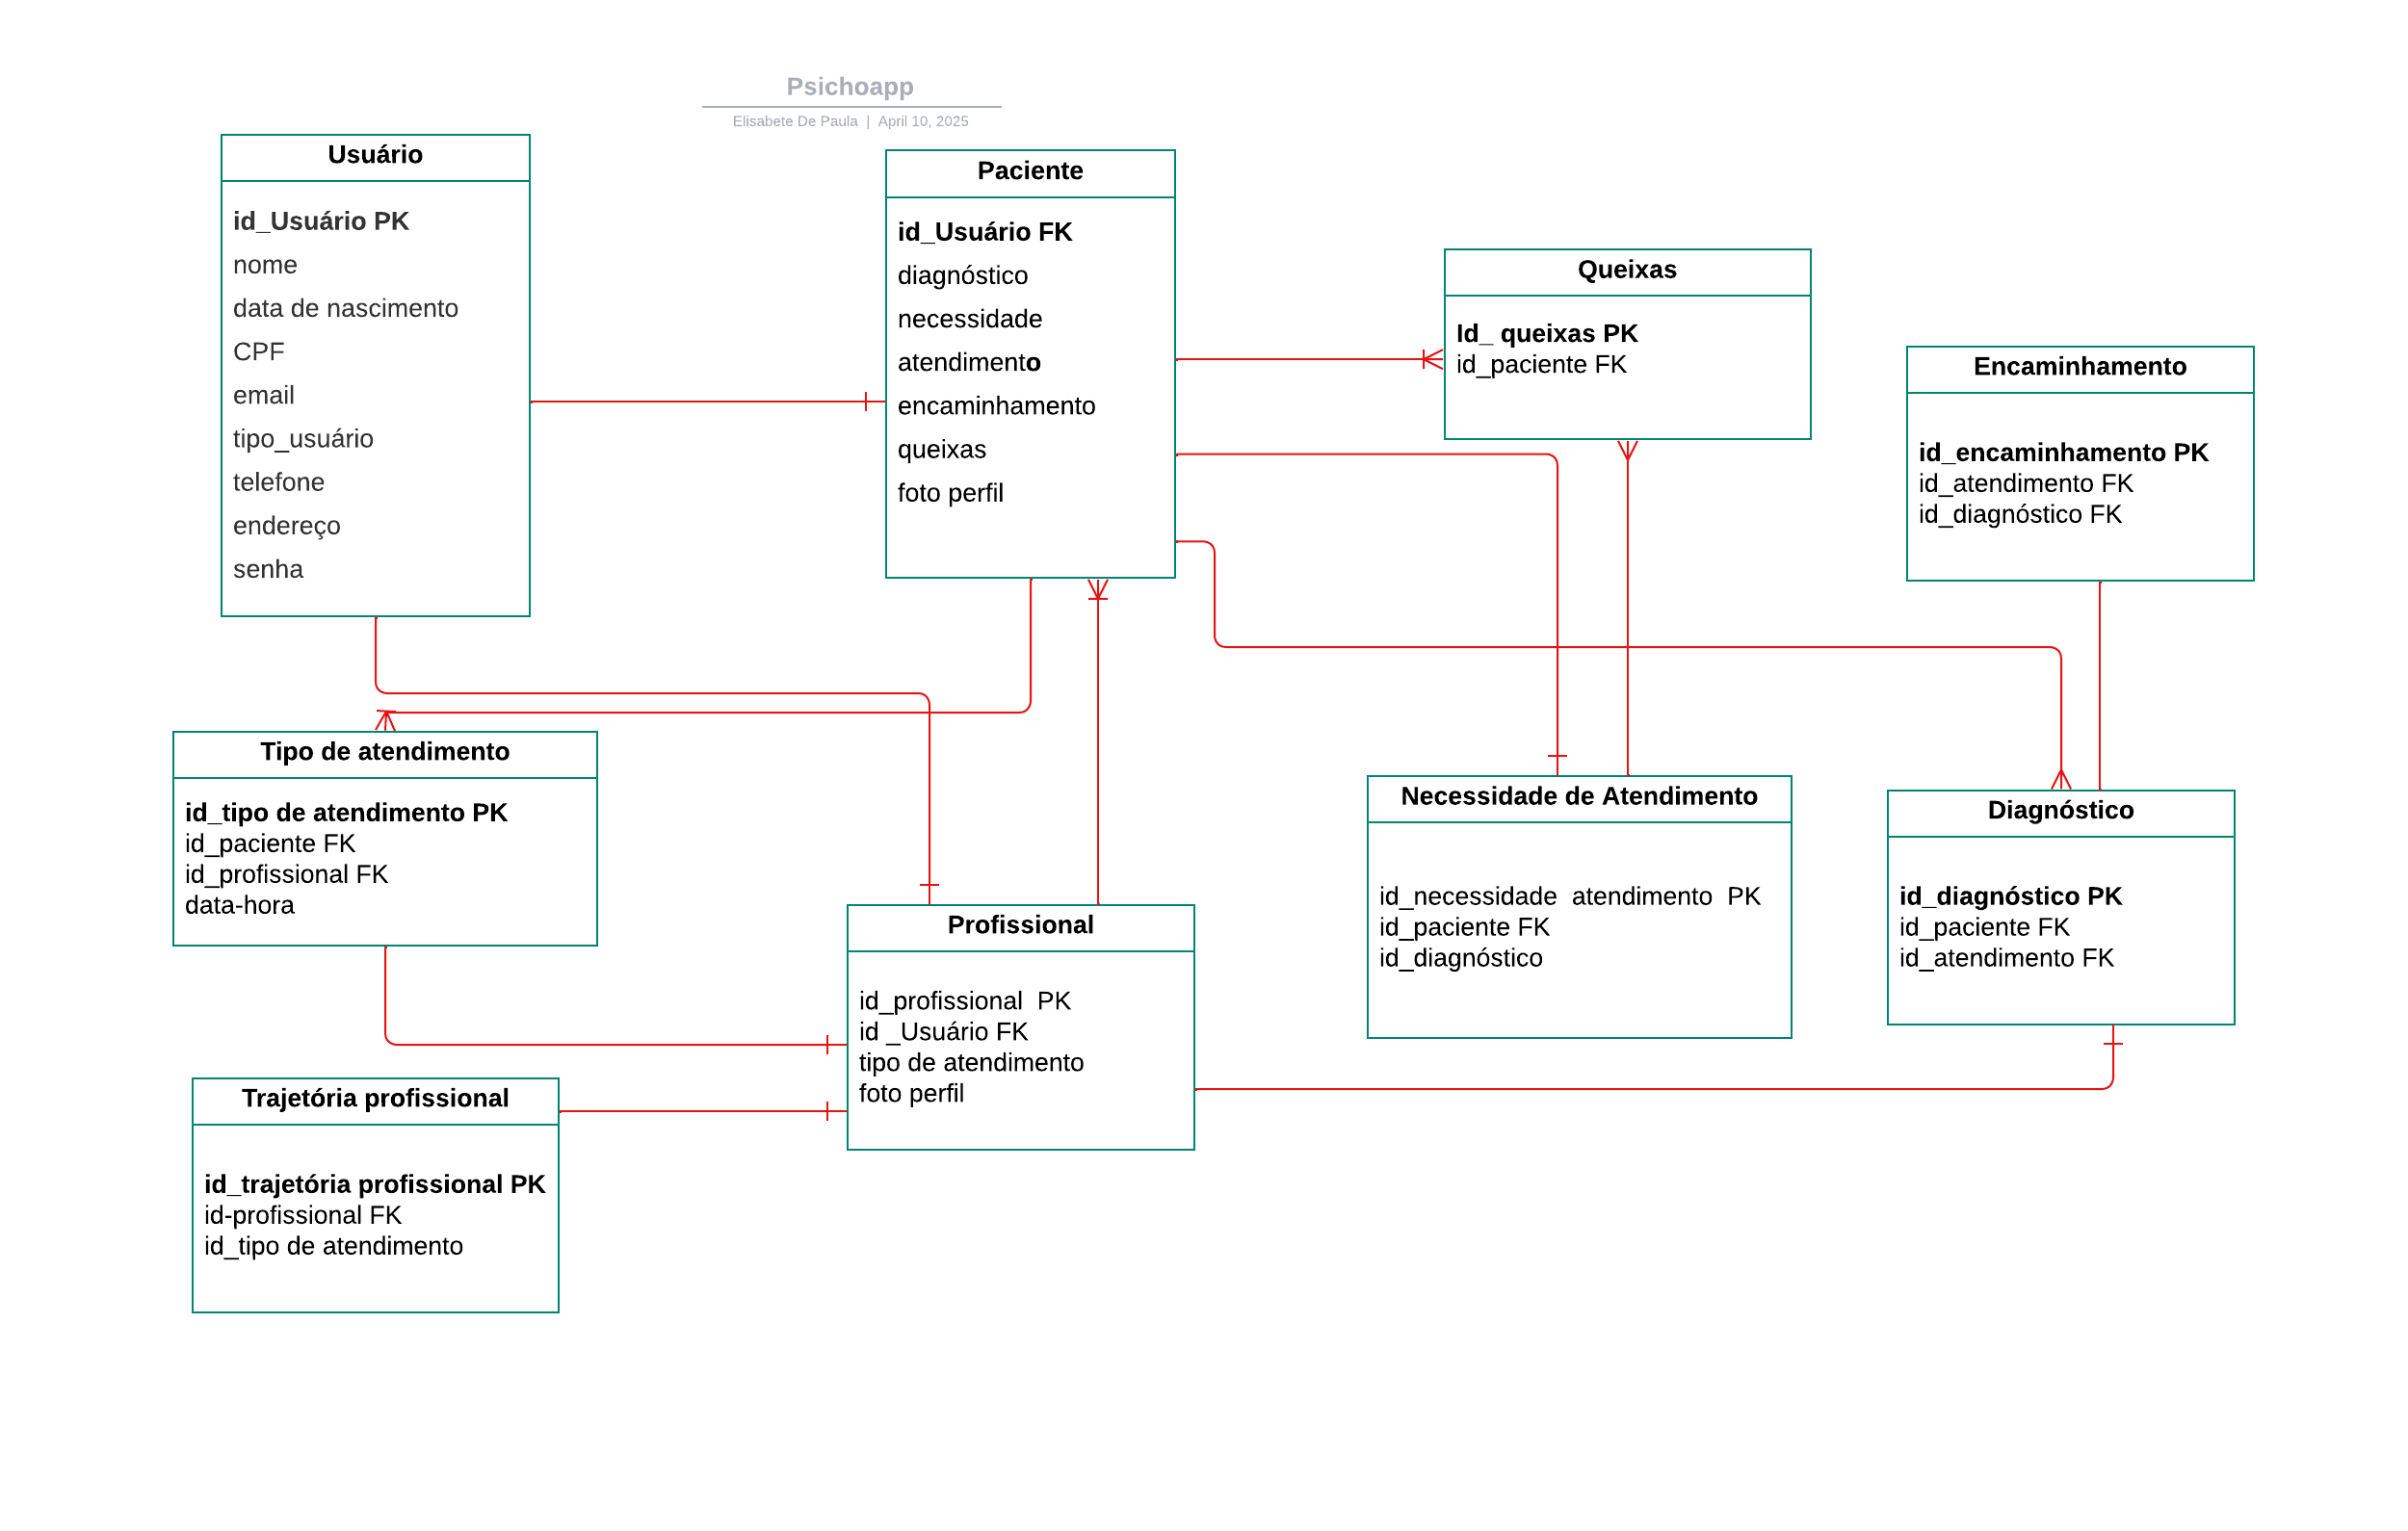 Psichoapp
Elisabete De Paula | April 10, 2025
Usuário
id_Usuário PK
nome
data de nascimento
CPF
email
tipo_usuário
telefone
endereço
senha
Paciente
id_Usuário FK
diagnóstico
necessidade
atendimento
encaminhamento
queixas
foto perfil
Queixas
Id_ queixas PK
id_paciente FK
Encaminhamento
id_encaminhamento PK
id_atendimento FK
id_diagnóstico FK
Tipo de atendimento
id_tipo de atendimento PK
id_paciente FK
id_profissional FK
data-hora
Profissional
id_profissional  PK
id _Usuário FK
tipo de atendimento
foto perfil
Necessidade de Atendimento
id_necessidade  atendimento  PK
id_paciente FK
id_diagnóstico
Diagnóstico
id_diagnóstico PK
id_paciente FK
id_atendimento FK
Trajetória profissional
id_trajetória profissional PK
id-profissional FK
id_tipo de atendimento